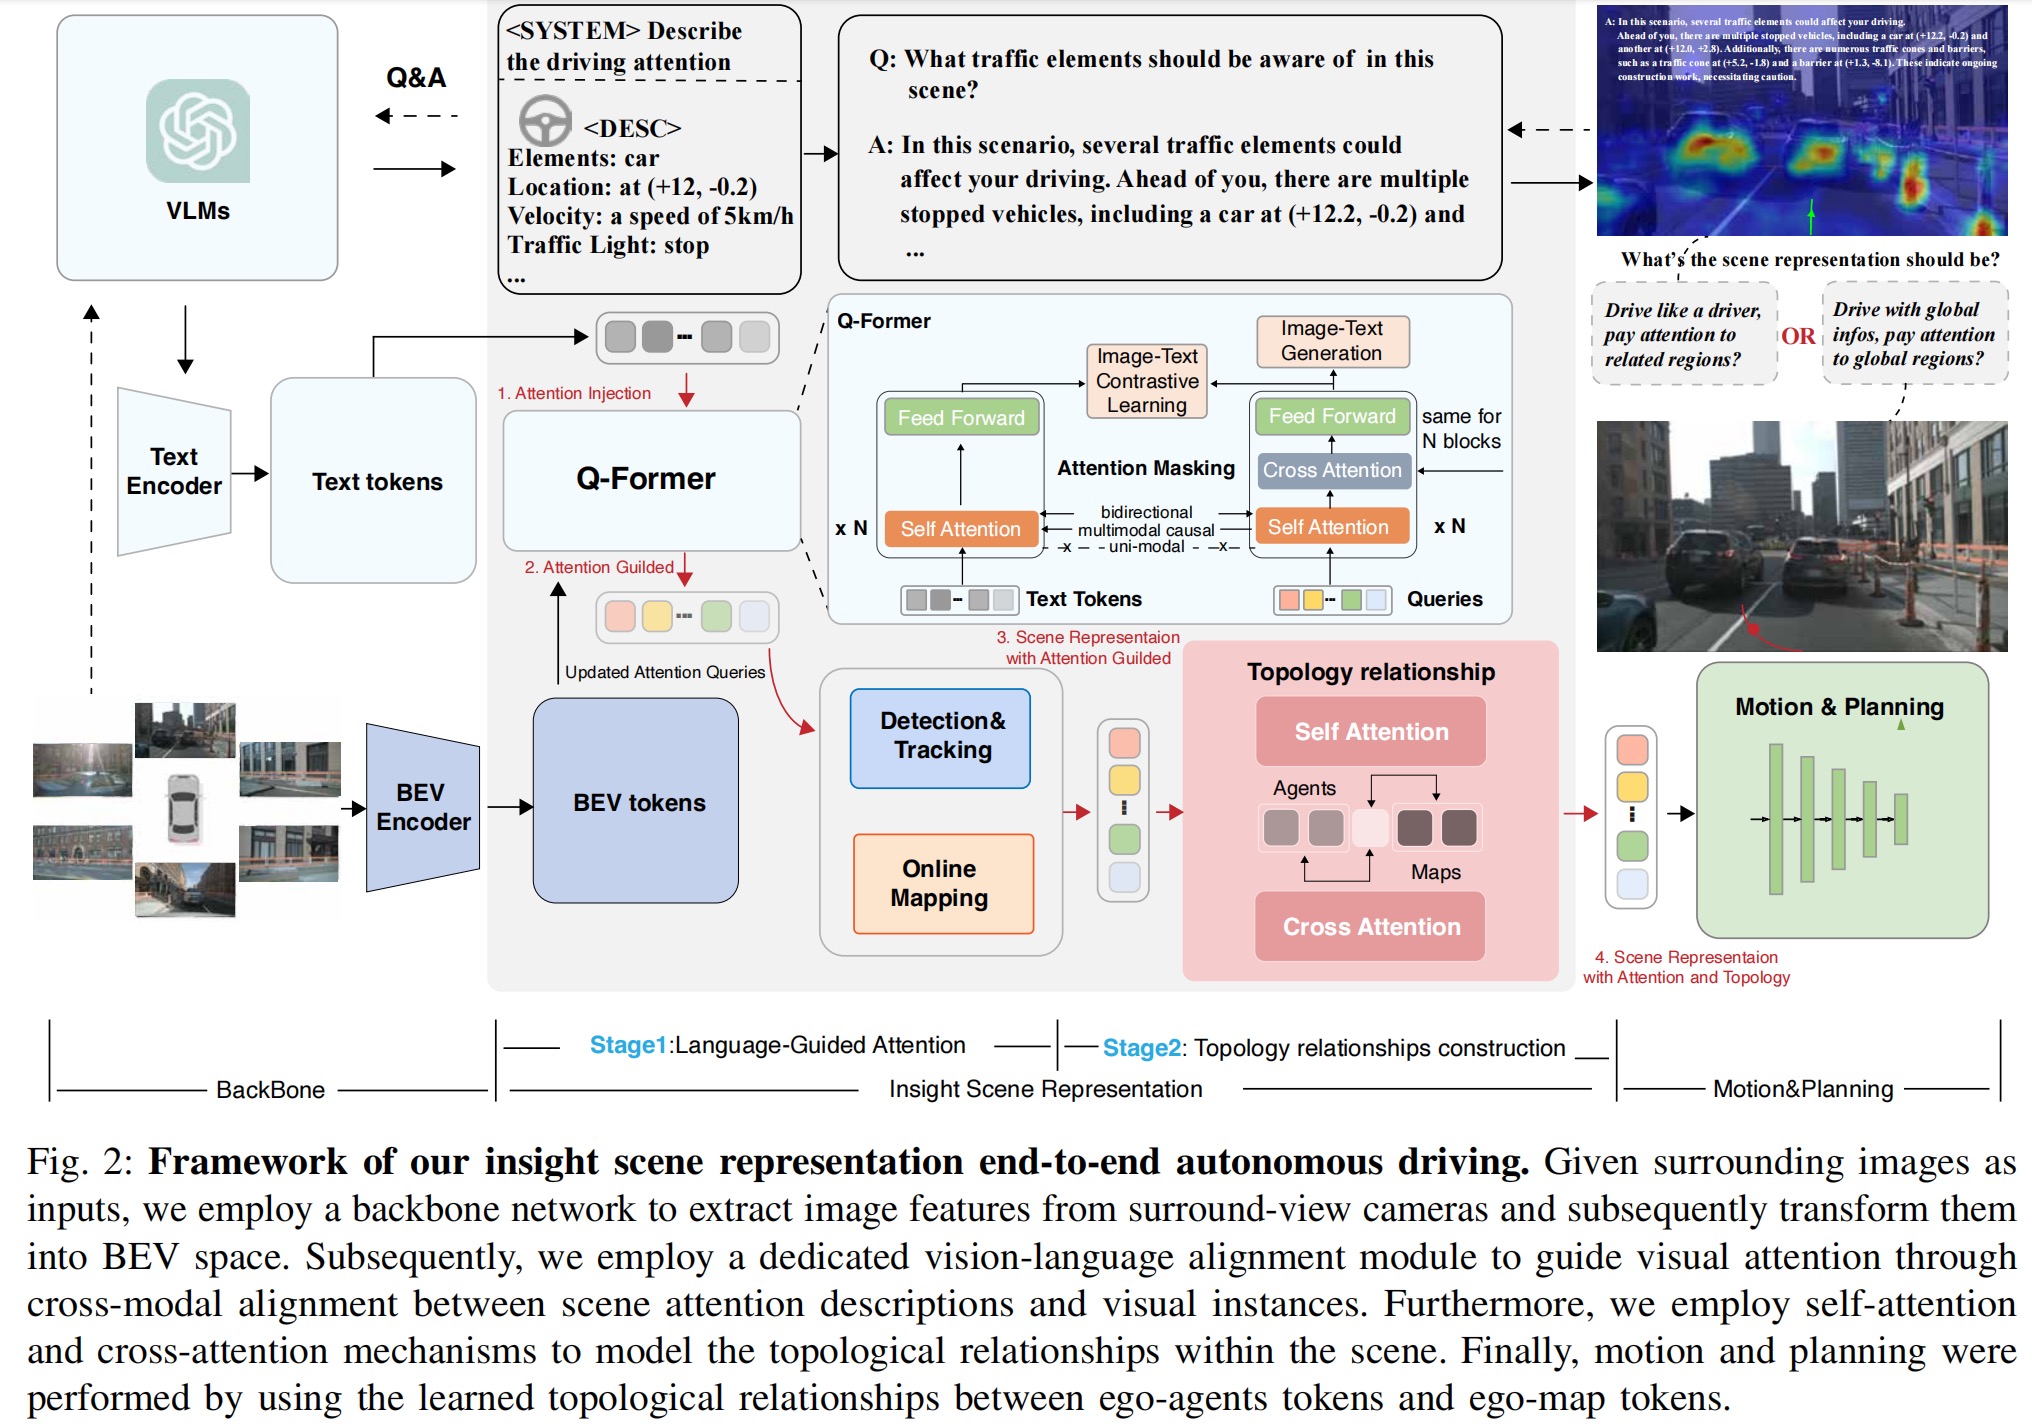 VLMs
Q&A
<SYSTEM> Describe
the driving attention
<DESC>
Elements: car
Location: at (+12, -0.2)
Velocity: a speed of 5km/h
Traffic Light: stop
...
Q: What traffic elements should be aware of in this
scene?
A: In this scenario, several traffic elements could
affect your driving. Ahead of you, there are multiple
stopped vehicles, including a car at (+12.2, -0.2) and
...
A: In this scenario, several traffic elements could affect your driving.
Ahead of you, there are multiple stopped vehicles, including a car at (+12.2, -0.2) and
another at (+12.0, +2.8). Additionally, there are numerous traffic cones and barriers,
such as a traffic cone at (+5.2, -1.8) and a barrier at (+1.3, -8.1). These indicate ongoing
construction work, necessitating caution.
What's the scene representation should be?
Drive like a driver,
pay attention to
related regions?
OR
Drive with global
infos, pay attention
to global regions?
Text
Encoder
Text tokens
1. Attention Injection
Q-Former
2. Attention Guilded
Updated Attention Queries
Q-Former
Image-Text
Contrastive
Learning
Image-Text
Generation
Feed Forward
Feed Forward
same for
N blocks
Attention Masking
Cross Attention
x N
Self Attention
bidirectional
multimodal causal
x
uni-modal
x
Self Attention
x N
Text Tokens
Queries
3. Scene Representaion
with Attention Guilded
BEV
Encoder
BEV tokens
Detection&
Tracking
Online
Mapping
Topology relationship
Self Attention
Agents
Maps
Cross Attention
Motion & Planning
4. Scene Representaion
with Attention and Topology
Stage1:Language-Guided Attention
Stage2: Topology relationships construction
BackBone
Insight Scene Representation
Motion&Planning
Fig. 2: Framework of our insight scene representation end-to-end autonomous driving. Given surrounding images as
inputs, we employ a backbone network to extract image features from surround-view cameras and subsequently transform them
into BEV space. Subsequently, we employ a dedicated vision-language alignment module to guide visual attention through
cross-modal alignment between scene attention descriptions and visual instances. Furthermore, we employ self-attention
and cross-attention mechanisms to model the topological relationships within the scene. Finally, motion and planning were
performed by using the learned topological relationships between ego-agents tokens and ego-map tokens.